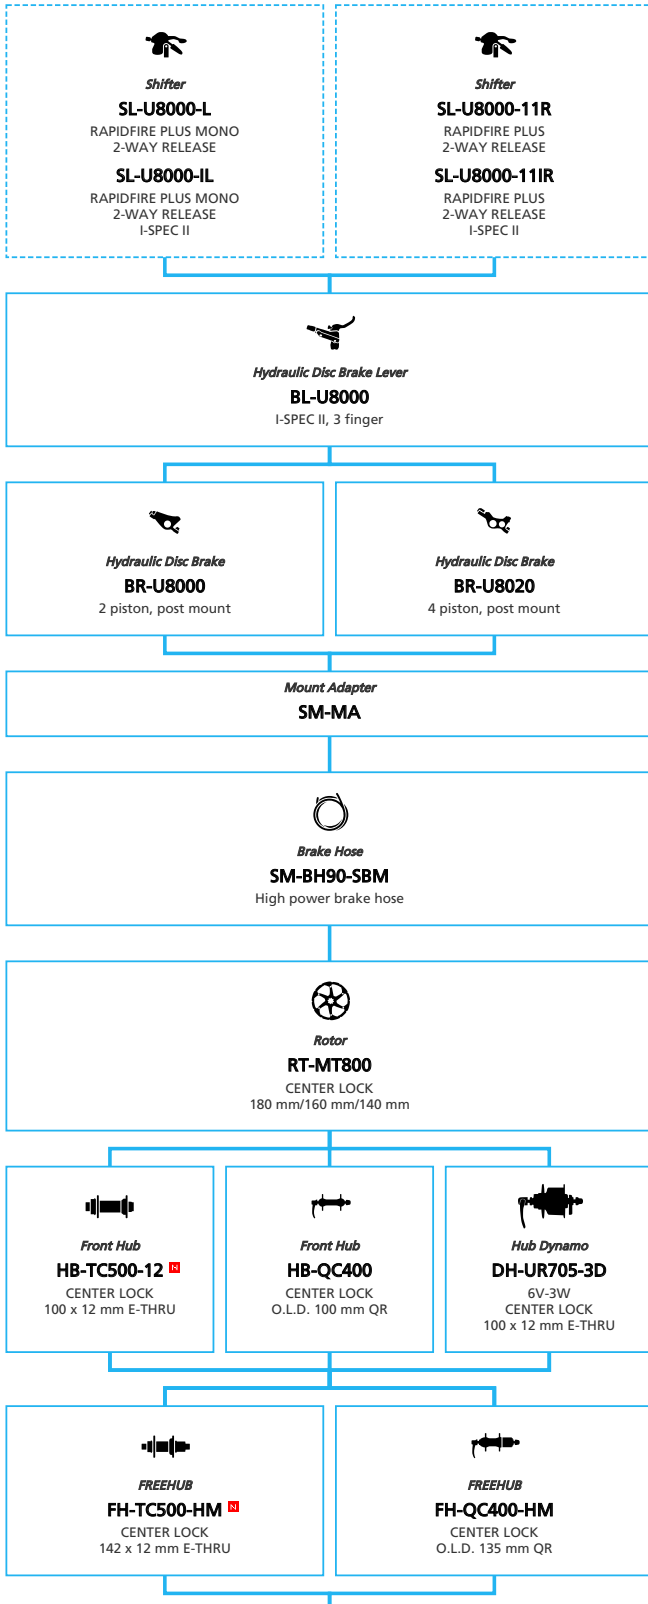 Shifter
SL-U8000-L
RAPIDFIRE PLUS MONO
2-WAY RELEASE
SL-U8000-IL
RAPIDFIRE PLUS MONO
2-WAY RELEASE
I-SPEC II
Shifter
SL-U8000-11R
RAPIDFIRE PLUS
2-WAY RELEASE
SL-U8000-11IR
RAPIDFIRE PLUS
2-WAY RELEASE
I-SPEC II
Hydraulic Disc Brake Lever
BL-U8000
I-SPEC II, 3 finger
Hydraulic Disc Brake
BR-U8000
2 piston, post mount
Hydraulic Disc Brake
BR-U8020
4 piston, post mount
Mount Adapter
SM-MA
Brake Hose
SM-BH90-SBM
High power brake hose
Rotor
RT-MT800
CENTER LOCK
180 mm/160 mm/140 mm
Front Hub
HB-TC500-12 N
CENTER LOCK
100 x 12 mm E-THRU
Front Hub
HB-QC400
CENTER LOCK
O.L.D. 100 mm QR
Hub Dynamo
DH-UR705-3D
6V-3W
CENTER LOCK
100 x 12 mm E-THRU
FREEHUB
FH-TC500-HM N
CENTER LOCK
142 x 12 mm E-THRU
FREEHUB
FH-QC400-HM
CENTER LOCK
O.L.D. 135 mm QR